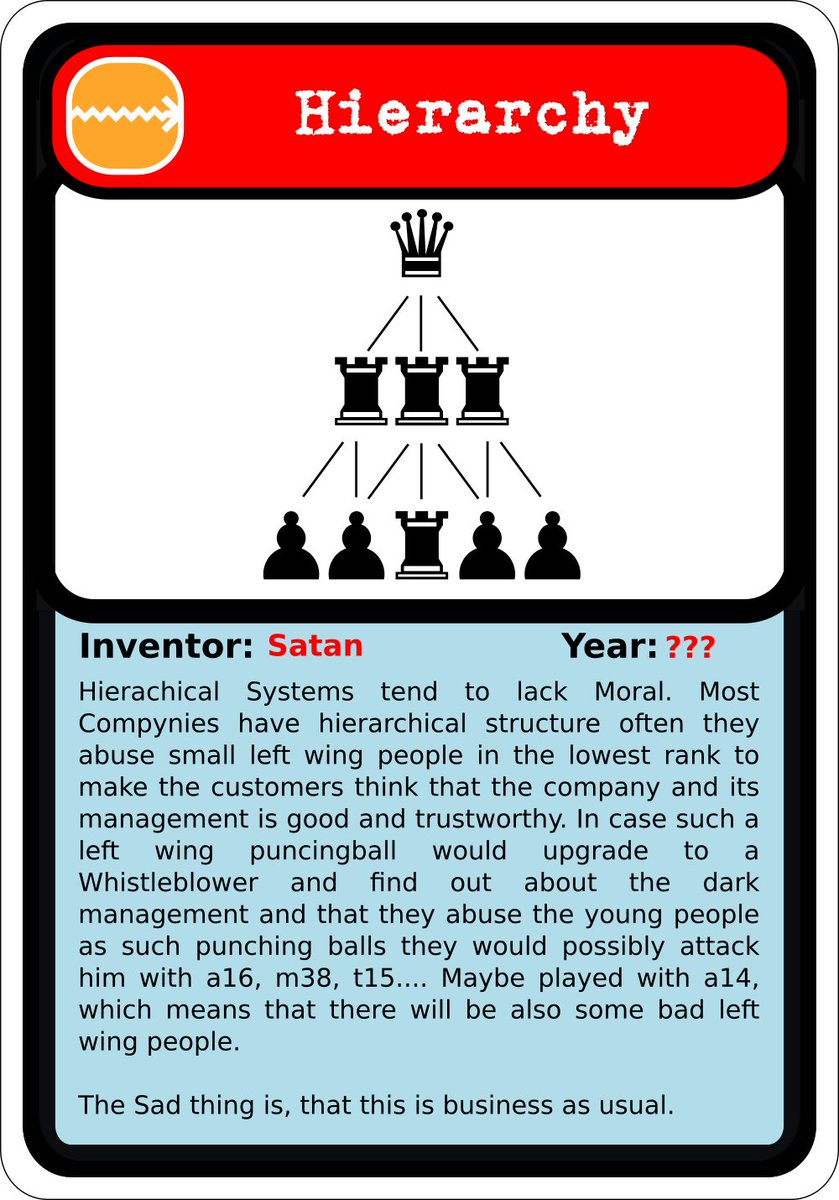 Hierarchy
Inventor: Satan Year: ???
Hierachical Systems tend to lack Moral. Most
Compynies have hierarchical structure often they
abuse small left wing people in the lowest rank to
make the customers think that the company and its
management is good and trustworthy. In case such a
left wing puncingball would upgrade to a
Whistleblower and find out about the dark
management and that they abuse the young people
as such punching balls they would possibly attack
him with a16, m38, t15.... Maybe played with a14,
which means that there will be also some bad left
wing people.
The Sad thing is, that this is business as usual.